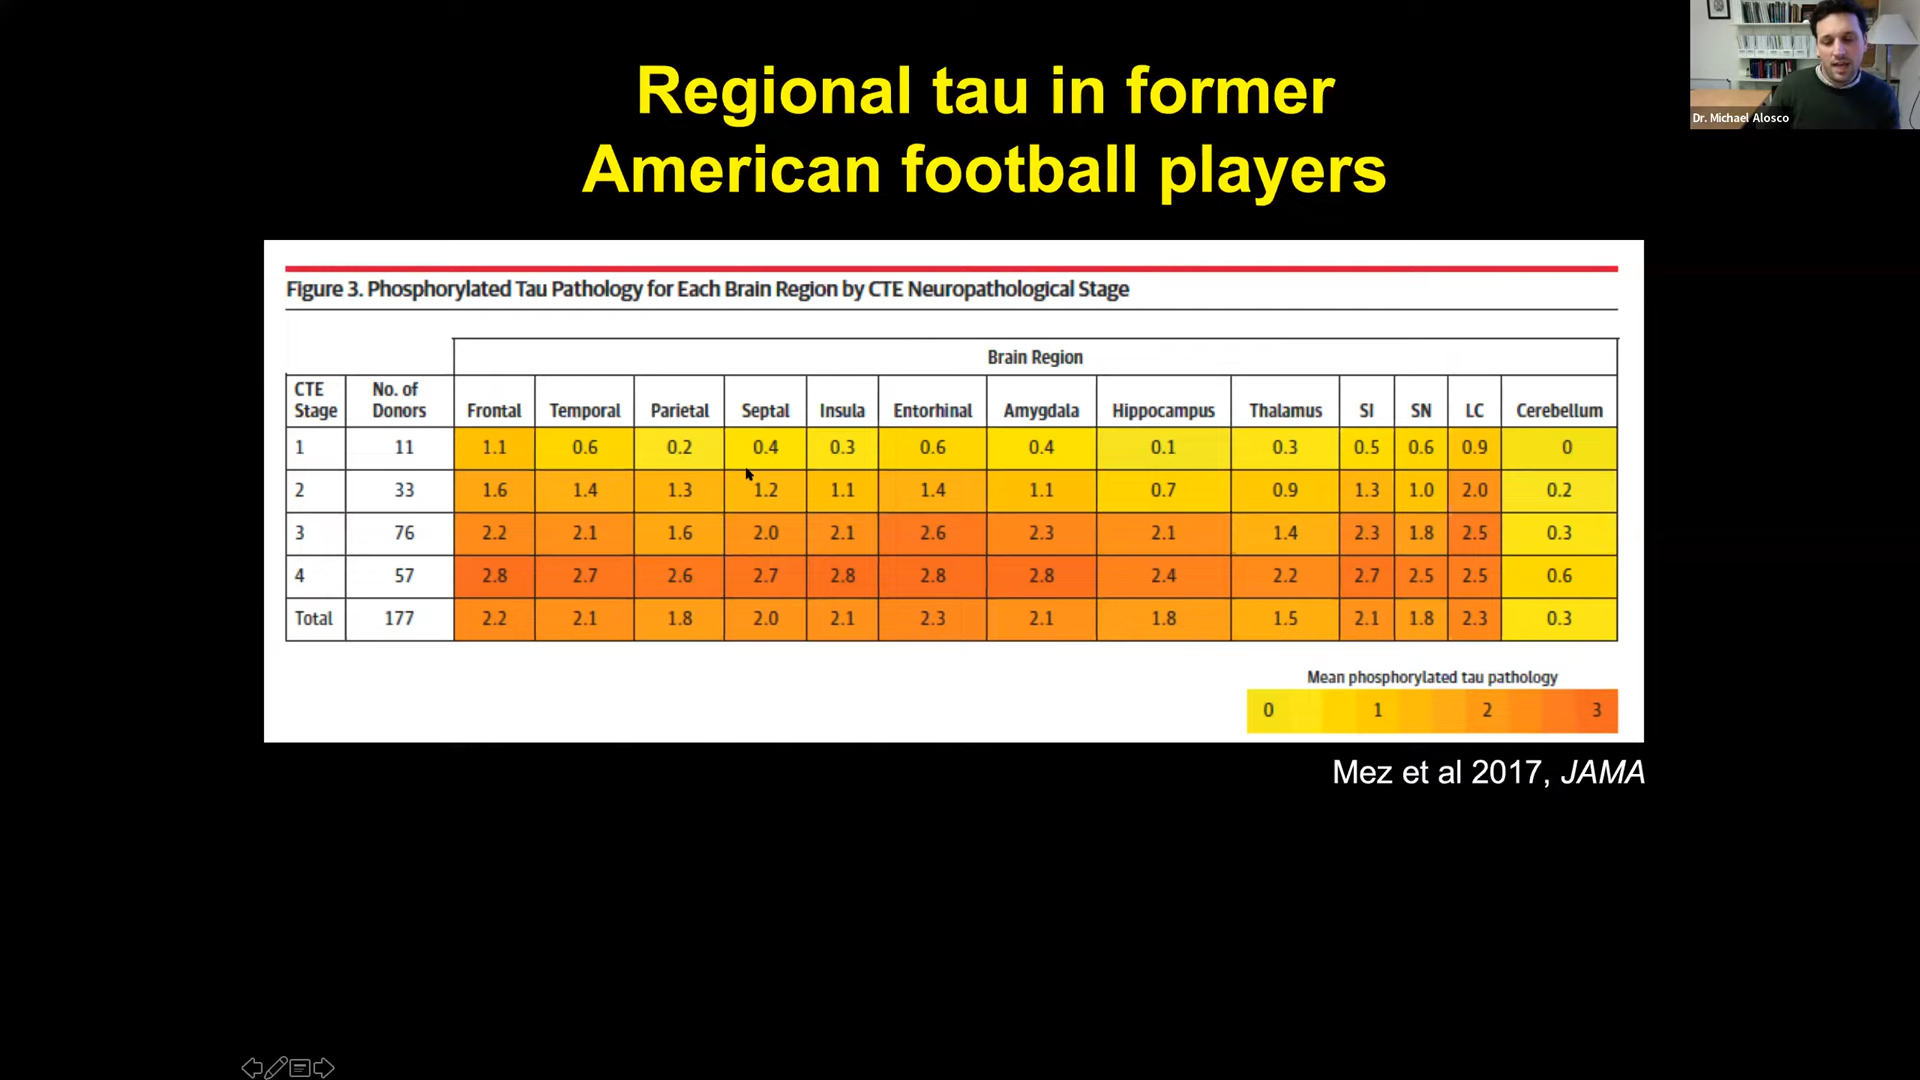 Regional tau in former
American football players
Dr. Michael Alosco
Figure 3. Phosphorylated Tau Pathology for Each Brain Region by CTE Neuropathological Stage
Brain Region
CTE Stage No. of Donors Frontal Temporal Parietal Septal Insula Entorhinal Amygdala Hippocampus Thalamus SI SN LC Cerebellum
1 11 1.1 0.6 0.2 0.4 0.3 0.6 0.4 0.1 0.3 0.5 0.6 0.9 0
2 33 1.6 1.4 1.3 1.2 1.1 1.4 1.1 0.7 0.9 1.3 1.0 2.0 0.2
3 76 2.2 2.1 1.6 2.0 2.1 2.6 2.3 2.1 1.4 2.3 1.8 2.5 0.3
4 57 2.8 2.7 2.6 2.7 2.8 2.8 2.8 2.4 2.2 2.7 2.5 2.5 0.6
Total 177 2.2 2.1 1.8 2.0 2.1 2.3 2.1 1.8 1.5 2.1 1.8 2.3 0.3
Mean phosphorylated tau pathology
0 1 2 3
Mez et al 2017, JAMA